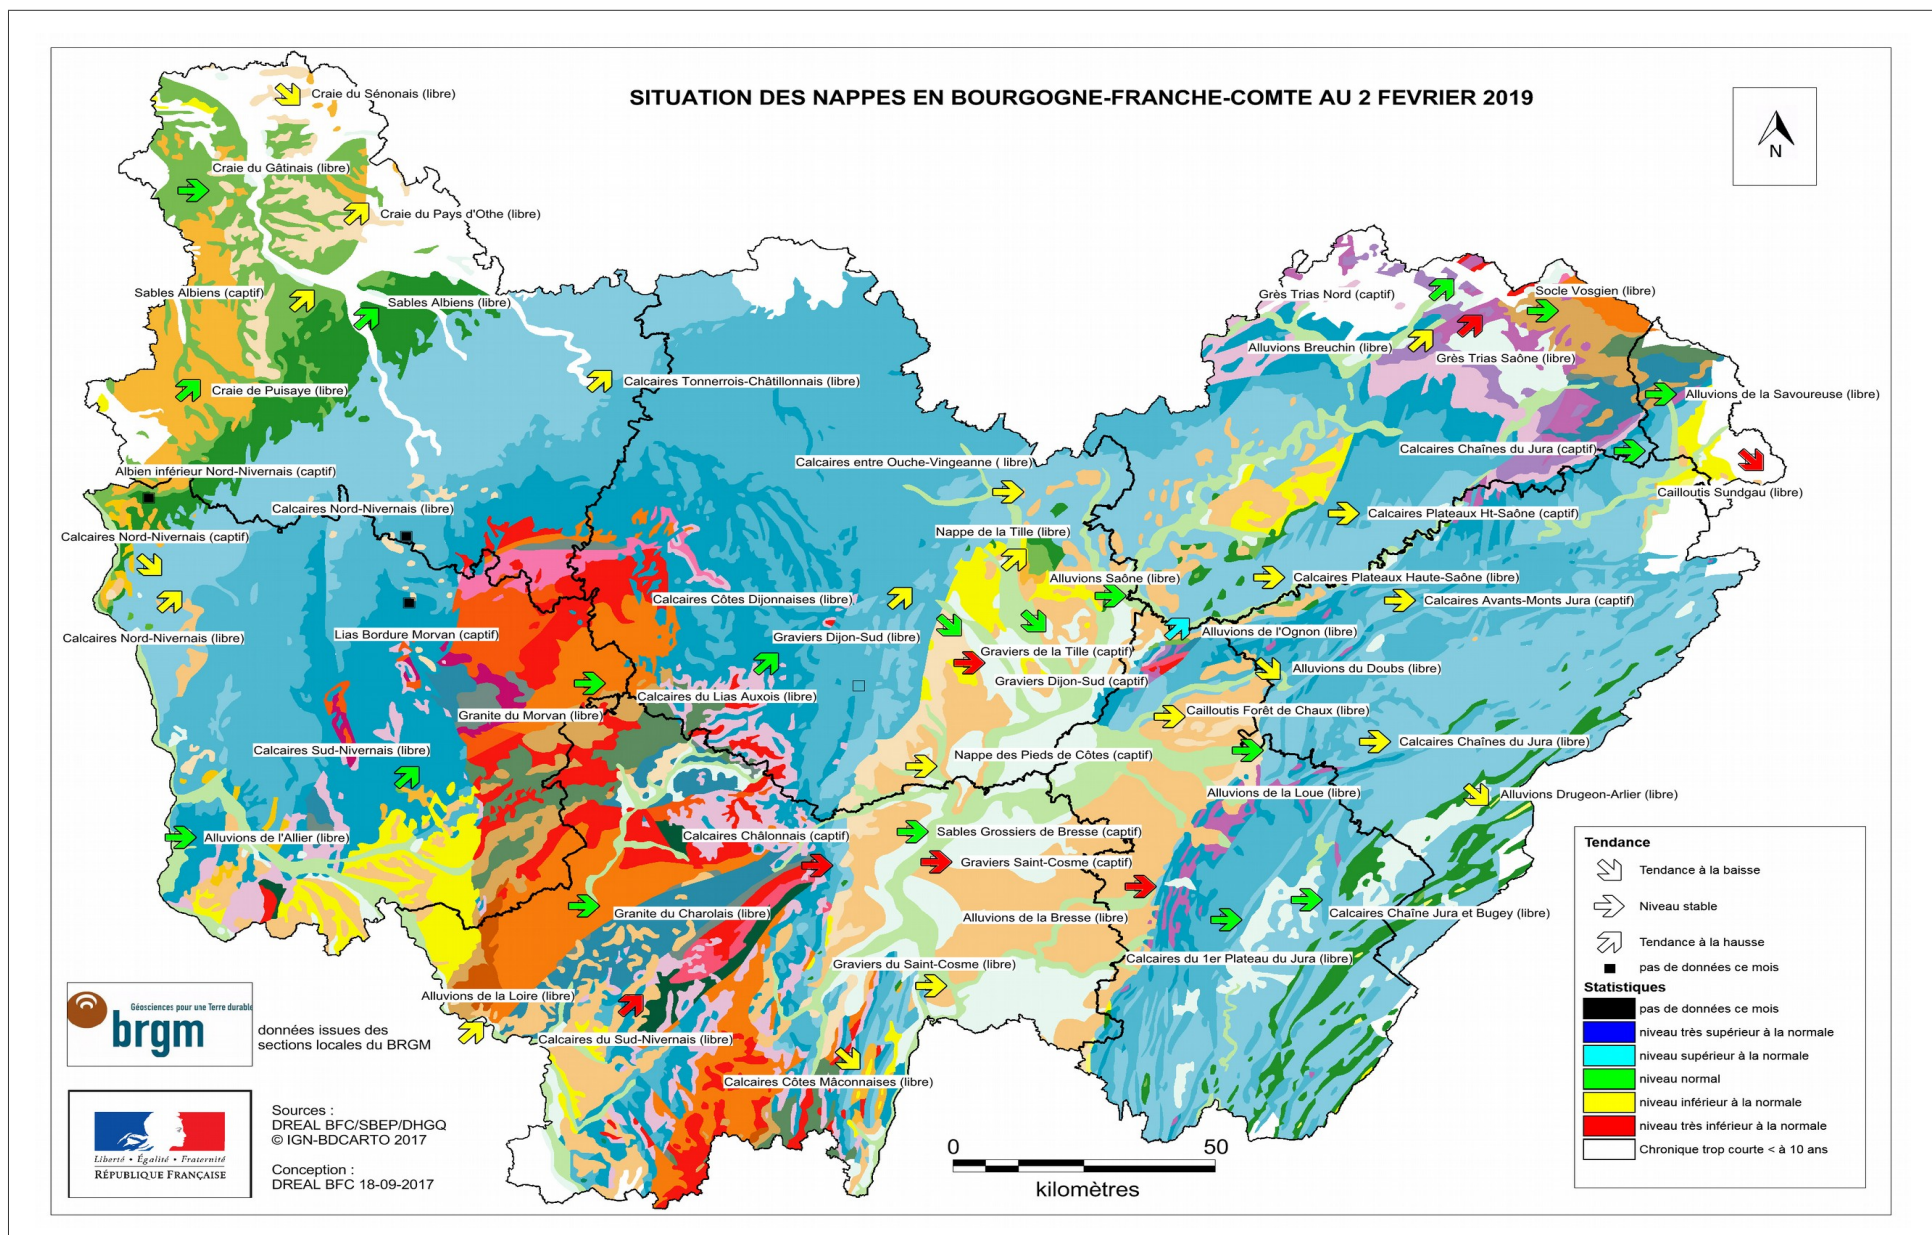 SITUATION DES NAPPES EN BOURGOGNE-FRANCHE-COMTE AU 2 FEVRIER 2019
N
Craie du Sénonais (libre)
Craie du Gâtinais (libre)
Craie du Pays d'Othe (libre)
Sables Albiens (captif)
Sables Albiens (libre)
Craie de Puisaye (libre)
Calcaires Tonnerrois-Châtillonnais (libre)
Grès Trias Nord (captif)
Socle Vosgien (libre)
Alluvions Breuchin (libre)
Grès Trias Saône (libre)
Alluvions de la Savoureuse (libre)
Calcaires Chaînes du Jura (captif)
Cailloutis Sundgau (libre)
Calcaires entre Ouche-Vingeanne ( libre)
Albien inférieur Nord-Nivernais (captif)
Calcaires Nord-Nivernais (libre)
Calcaires Nord-Nivernais (captif)
Calcaires Plateaux Ht-Saône (captif)
Nappe de la Tille (libre)
Alluvions Saône (libre)
Calcaires Plateaux Haute-Saône (libre)
Calcaires Côtes Dijonnaises (libre)
Calcaires Avants-Monts Jura (captif)
Calcaires Nord-Nivernais (libre)
Lias Bordure Morvan (captif)
Graviers Dijon-Sud (libre)
Alluvions de l'Ognon (libre)
Graviers de la Tille (captif)
Alluvions du Doubs (libre)
Graviers Dijon-Sud (captif)
Calcaires du Lias Auxois (libre)
Granite du Morvan (libre)
Cailloutis Forêt de Chaux (libre)
Calcaires Sud-Nivernais (libre)
Nappe des Pieds de Côtes (captif)
Calcaires Chaînes du Jura (libre)
Alluvions de la Loue (libre)
Alluvions Drugeon-Arlier (libre)
Alluvions de l'Allier (libre)
Calcaires Châlonnais (captif)
Sables Grossiers de Bresse (captif)
Graviers Saint-Cosme (captif)
Granite du Charolais (libre)
Alluvions de la Bresse (libre)
Calcaires Chaîne Jura et Bugey (libre)
Graviers du Saint-Cosme (libre)
Calcaires du 1er Plateau du Jura (libre)
Alluvions de la Loire (libre)
Calcaires du Sud-Nivernais (libre)
Calcaires Côtes Mâconnaises (libre)
Tendance
Tendance à la baisse
Niveau stable
Tendance à la hausse
pas de données ce mois
Statistiques
pas de données ce mois
niveau très supérieur à la normale
niveau supérieur à la normale
niveau normal
niveau inférieur à la normale
niveau très inférieur à la normale
Chronique trop courte < à 10 ans
Géosciences pour une Terre durable
brgm
données issues des
sections locales du BRGM
Liberté • Égalité • Fraternité
RÉPUBLIQUE FRANÇAISE
Sources :
DREAL BFC/SBEP/DHGQ
© IGN-BDCARTO 2017
Conception :
DREAL BFC 18-09-2017
0 50
kilomètres